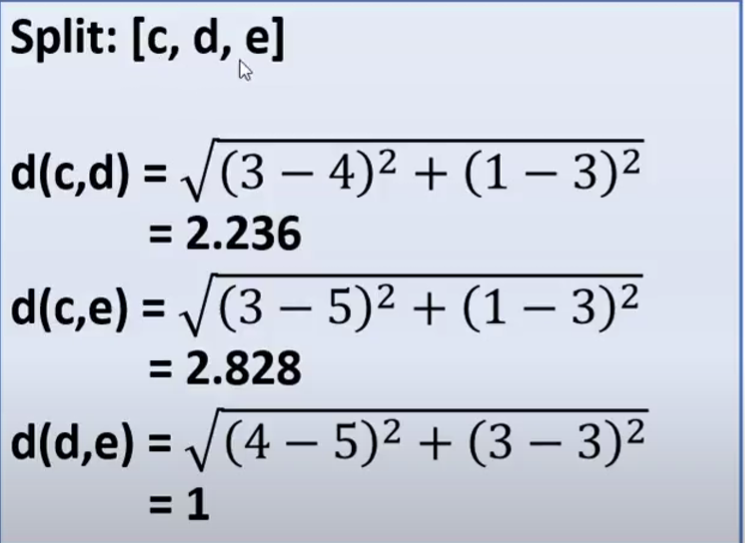 Split: [c, d, e]
d(c,d) = √(3 − 4)² + (1 − 3)²
= 2.236
d(c,e) = √(3 − 5)² + (1 − 3)²
= 2.828
d(d,e) = √(4 − 5)² + (3 − 3)²
= 1